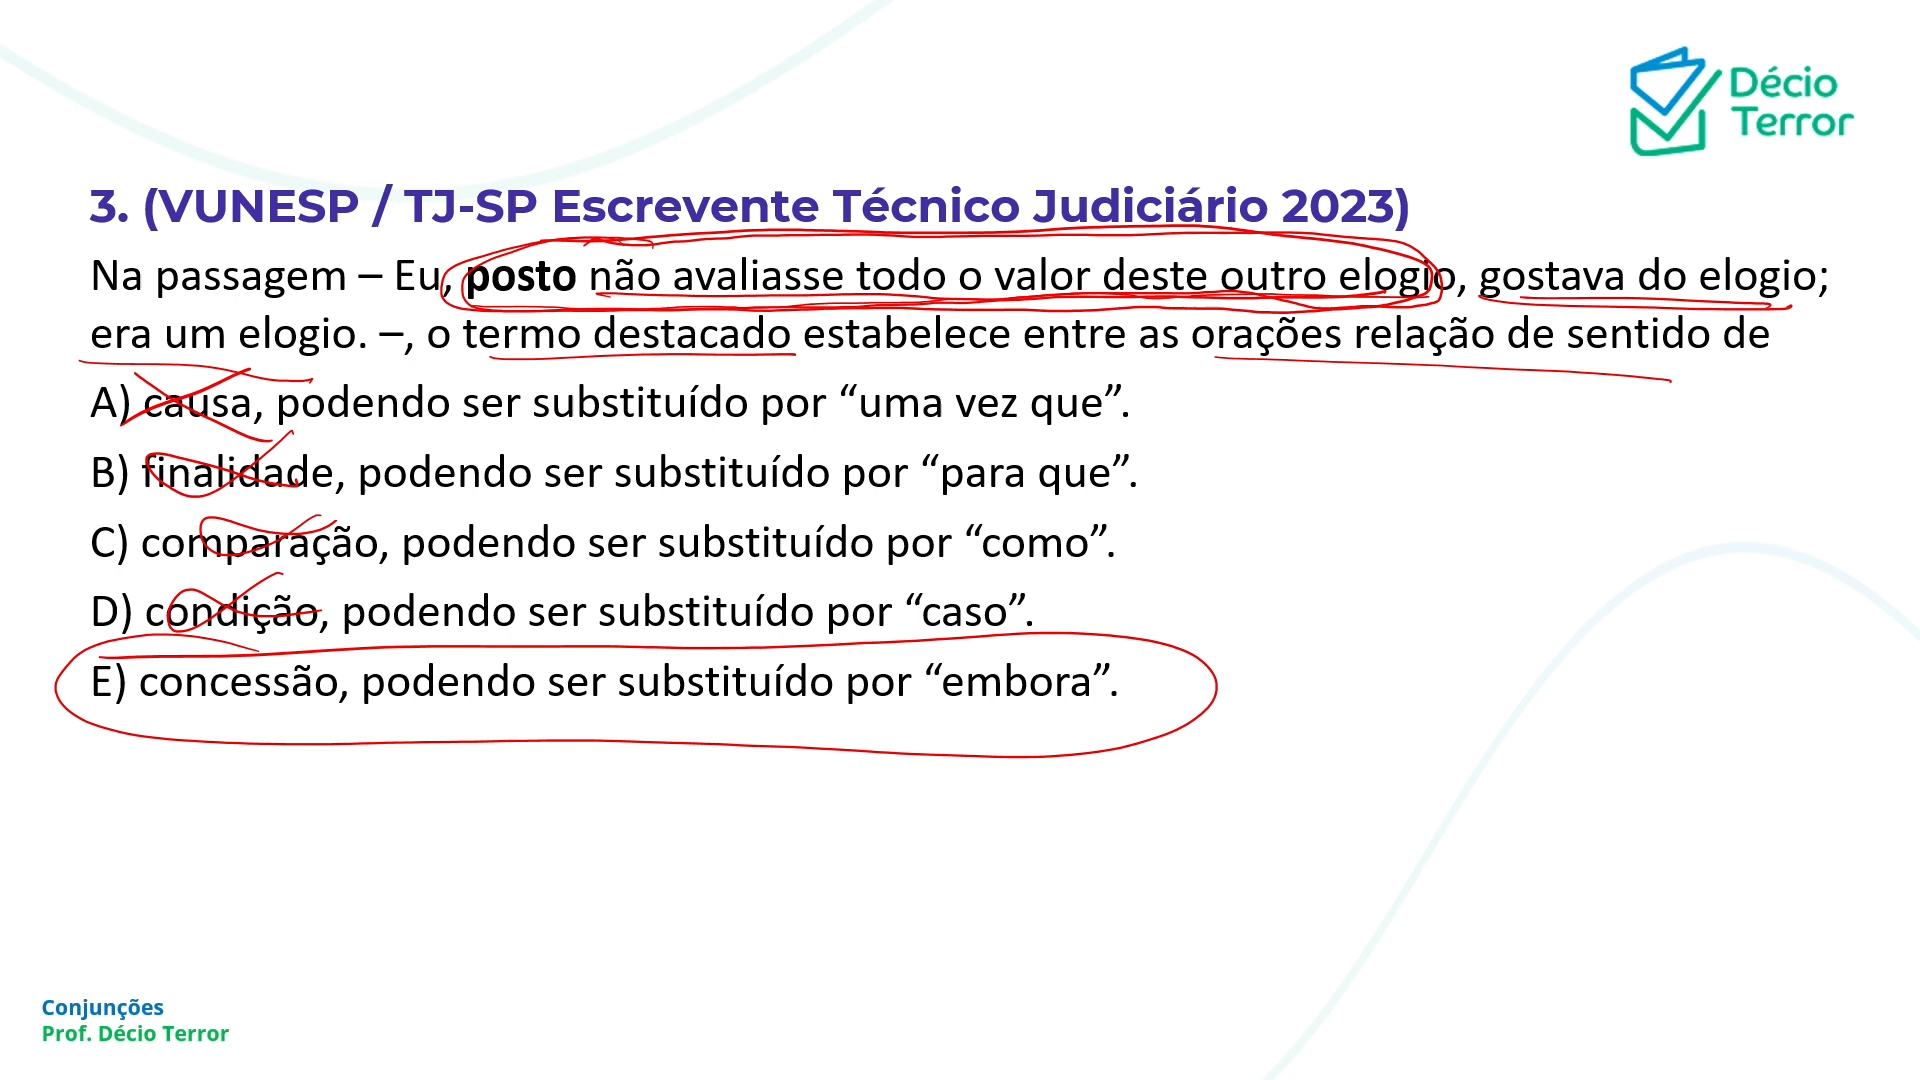 Décio
Terror
3. (VUNESP / TJ-SP Escrevente Técnico Judiciário 2023)
Na passagem – Eu, posto não avaliasse todo o valor deste outro elogio, gostava do elogio;
era um elogio. –, o termo destacado estabelece entre as orações relação de sentido de
A) causa, podendo ser substituído por “uma vez que”.
B) finalidade, podendo ser substituído por “para que”.
C) comparação, podendo ser substituído por “como”.
D) condição, podendo ser substituído por “caso”.
E) concessão, podendo ser substituído por “embora”.
Conjunções
Prof. Décio Terror